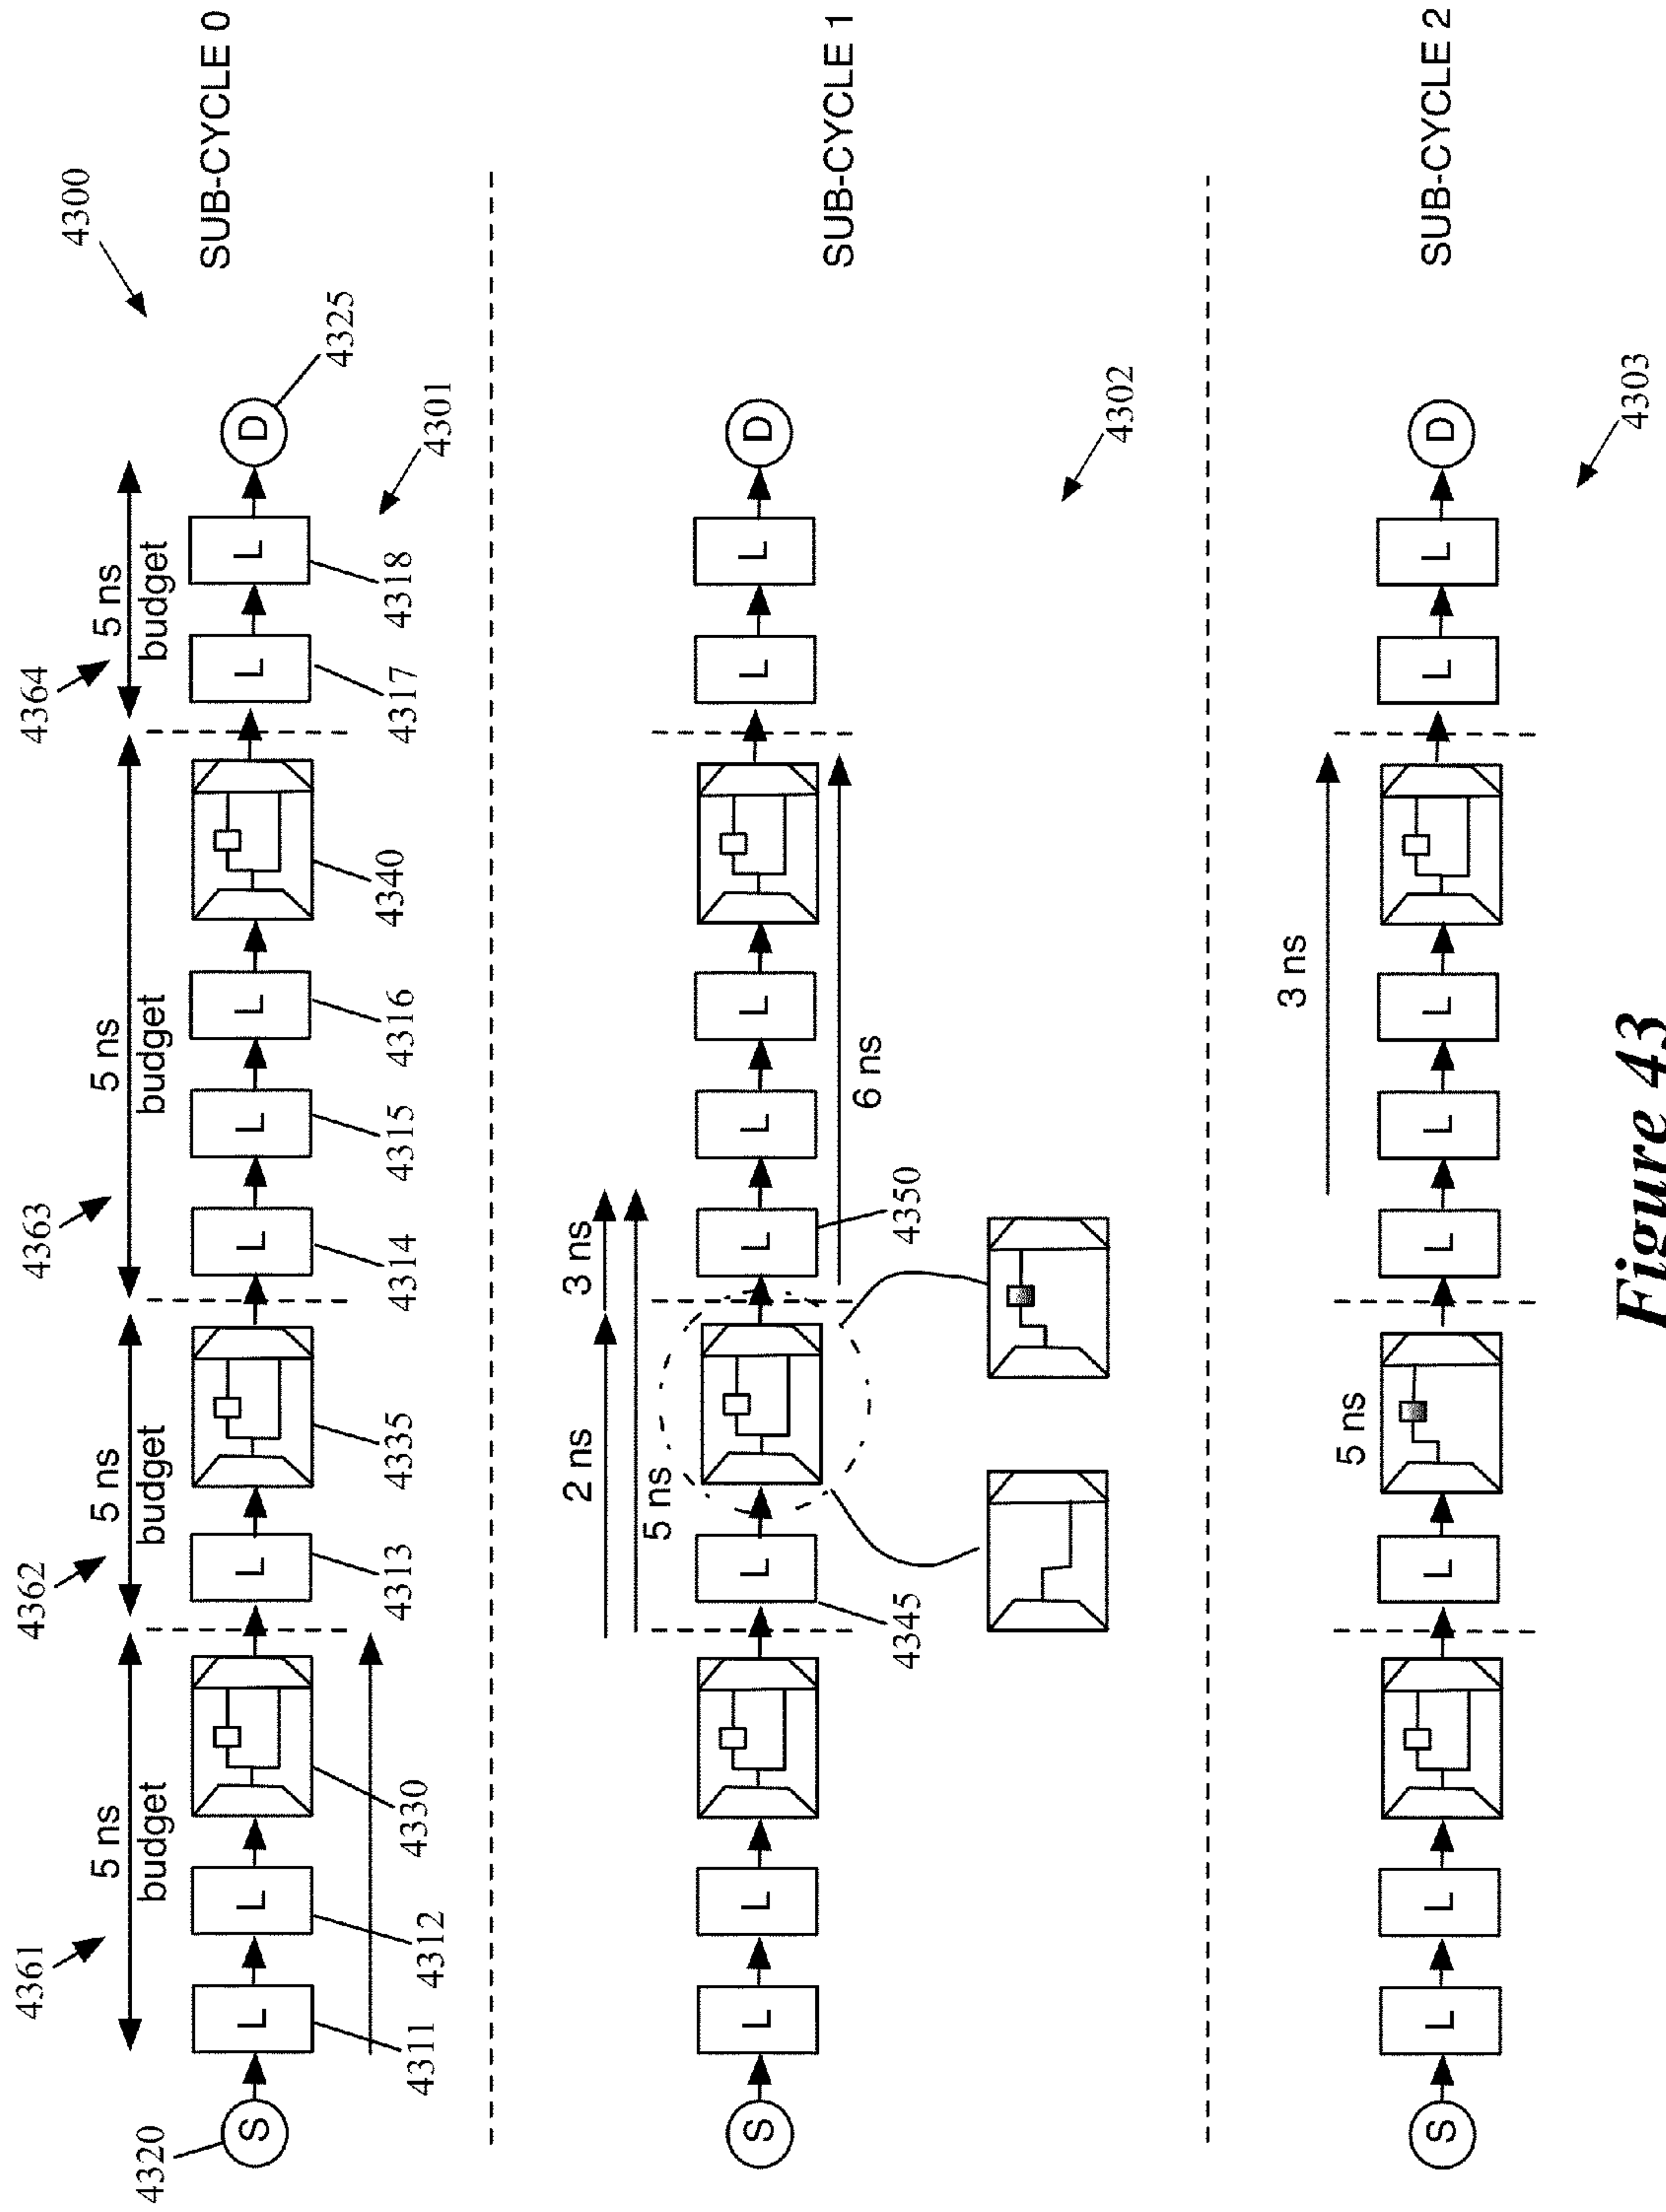 4300
SUB-CYCLE 0
4361
4362
4363
4364
5 ns
budget
5 ns
budget
5 ns
budget
5 ns
budget
4320
S
L
L
L
L
L
L
L
L
D
4325
4311
4312
4330
4313
4335
4314
4315
4316
4340
4317
4318
4301
SUB-CYCLE 1
2 ns
3 ns
5 ns
S
L
L
L
L
L
L
L
L
D
4345
4350
6 ns
4302
SUB-CYCLE 2
5 ns
3 ns
S
L
L
L
L
L
L
L
L
D
4303
Figure 43